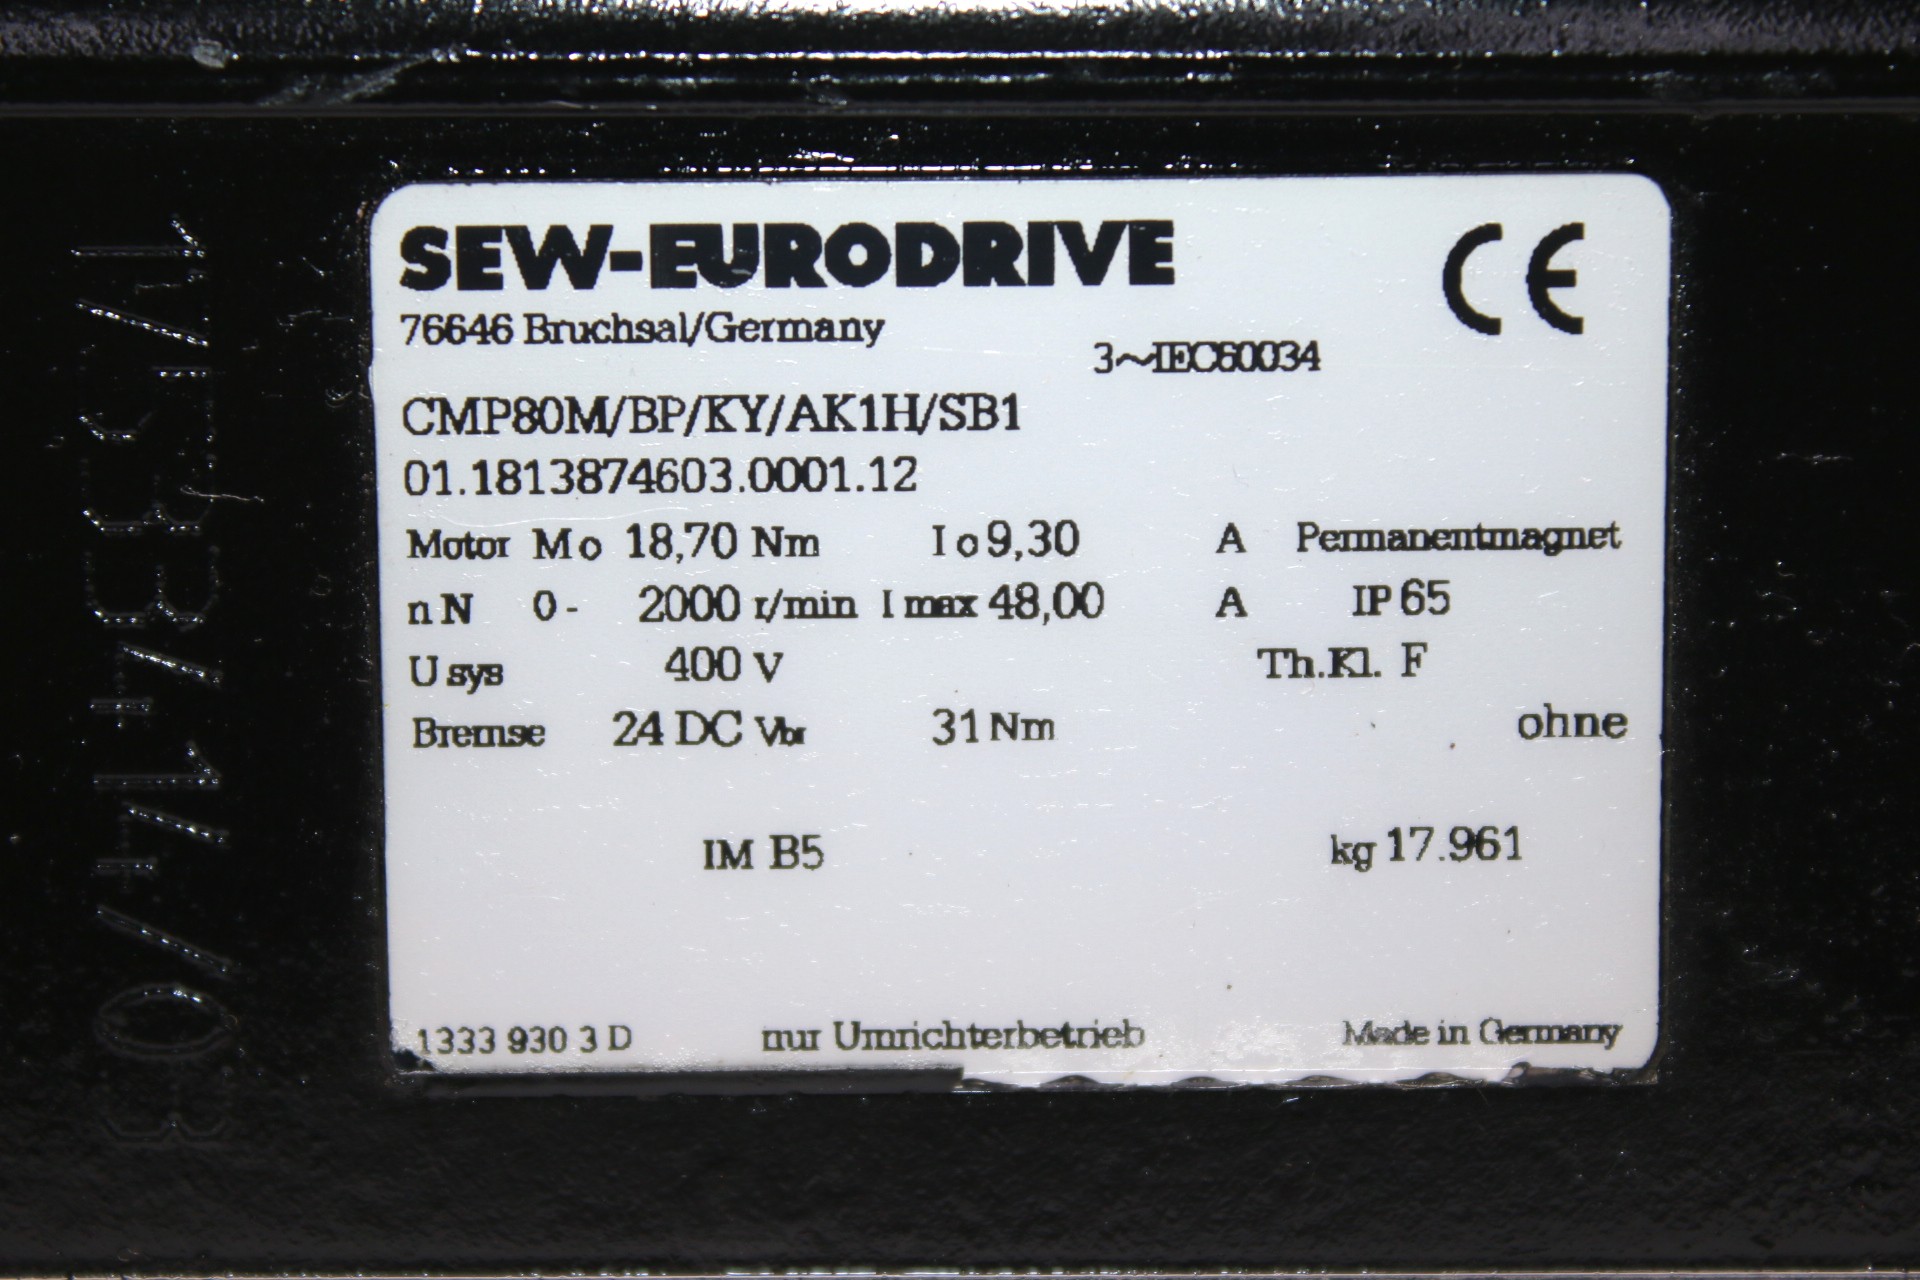 SEW-EURODRIVE
CE
76646 Bruchsal/Germany
3~IEC60034
CMP80M/BP/KY/AK1H/SB1
01.1813874603.0001.12
Motor Mo 18,70 Nm Io 9,30 A Permanentmagnet
nN 0- 2000 r/min Imax 48,00 A IP 65
Usys 400 V Th.Kl. F
Bremse 24 DC Vbr 31 Nm ohne
IM B5 kg 17.961
1333 930 3 D nur Umrichterbetrieb Made in Germany